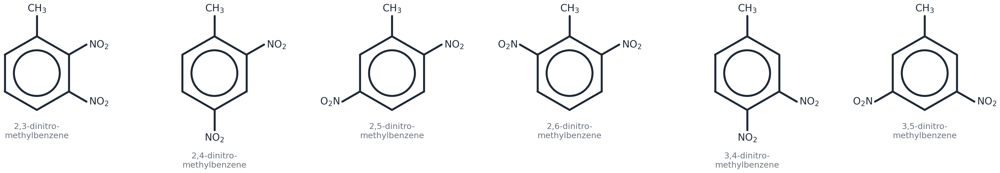 CH₃
NO₂
NO₂
2,3-dinitro-
methylbenzene
CH₃
NO₂
NO₂
2,4-dinitro-
methylbenzene
CH₃
NO₂
O₂N
2,5-dinitro-
methylbenzene
CH₃
O₂N
NO₂
2,6-dinitro-
methylbenzene
CH₃
NO₂
NO₂
3,4-dinitro-
methylbenzene
CH₃
O₂N
NO₂
3,5-dinitro-
methylbenzene